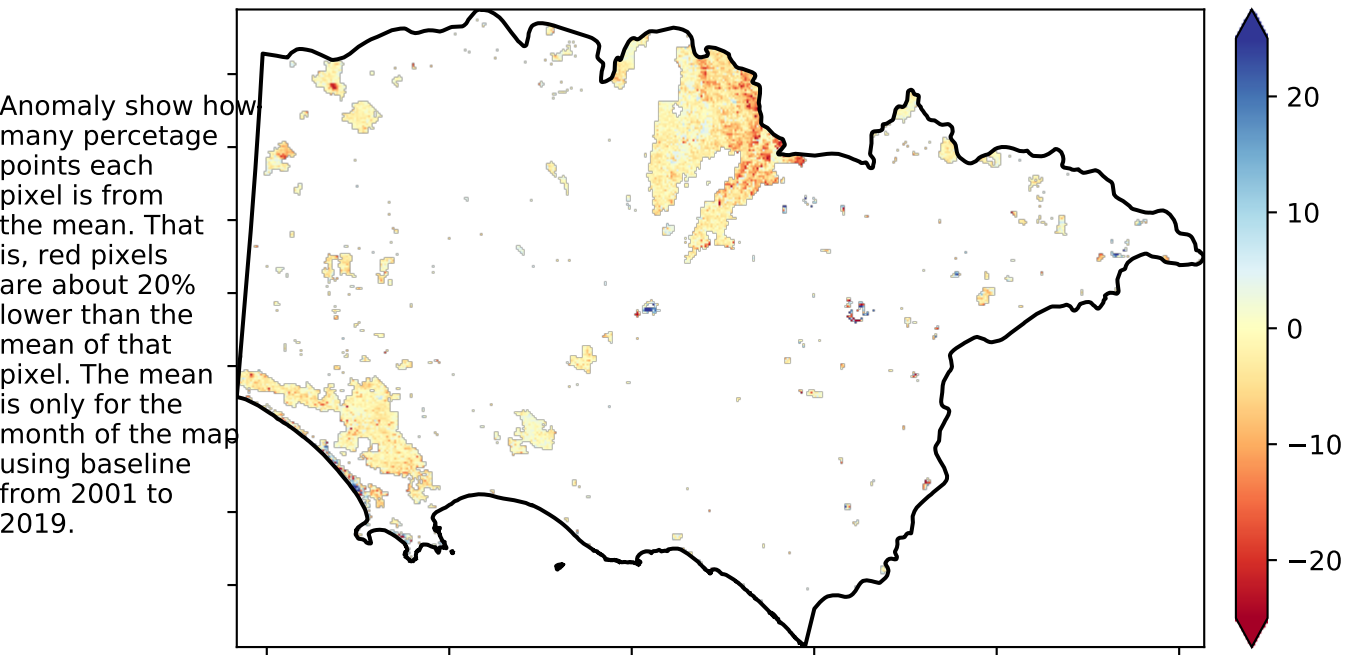 Anomaly show how
many percetage
points each
pixel is from
the mean. That
is, red pixels
are about 20%
lower than the
mean of that
pixel. The mean
is only for the
month of the map
using baseline
from 2001 to
2019.
20
10
0
−10
−20